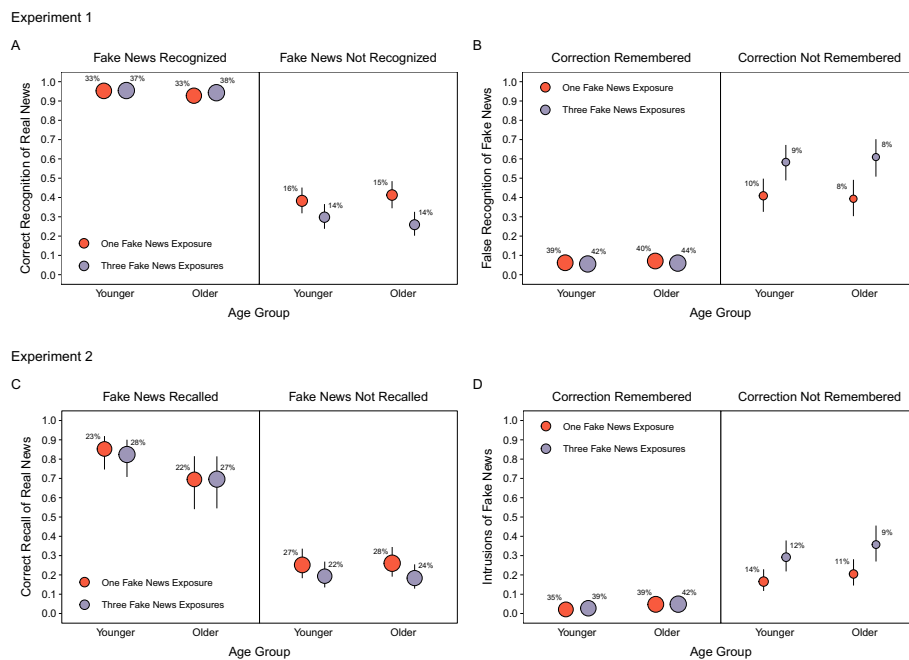 Experiment 1
A
Fake News Recognized
Fake News Not Recognized
Correct Recognition of Real News
1.0
0.9
0.8
0.7
0.6
0.5
0.4
0.3
0.2
0.1
0.0
33%
37%
33%
38%
16%
14%
15%
14%
One Fake News Exposure
Three Fake News Exposures
Younger
Older
Younger
Older
Age Group
B
Correction Remembered
Correction Not Remembered
False Recognition of Fake News
1.0
0.9
0.8
0.7
0.6
0.5
0.4
0.3
0.2
0.1
0.0
One Fake News Exposure
Three Fake News Exposure
39%
42%
40%
44%
10%
9%
8%
8%
Younger
Older
Younger
Older
Age Group
Experiment 2
C
Fake News Recalled
Fake News Not Recalled
Correct Recall of Real News
1.0
0.9
0.8
0.7
0.6
0.5
0.4
0.3
0.2
0.1
0.0
23%
28%
22%
27%
27%
22%
28%
24%
One Fake News Exposure
Three Fake News Exposures
Younger
Older
Younger
Older
Age Group
D
Correction Remembered
Correction Not Remembered
Intrusions of Fake News
1.0
0.9
0.8
0.7
0.6
0.5
0.4
0.3
0.2
0.1
0.0
One Fake News Exposure
Three Fake News Exposures
35%
39%
39%
42%
14%
12%
11%
9%
Younger
Older
Younger
Older
Age Group